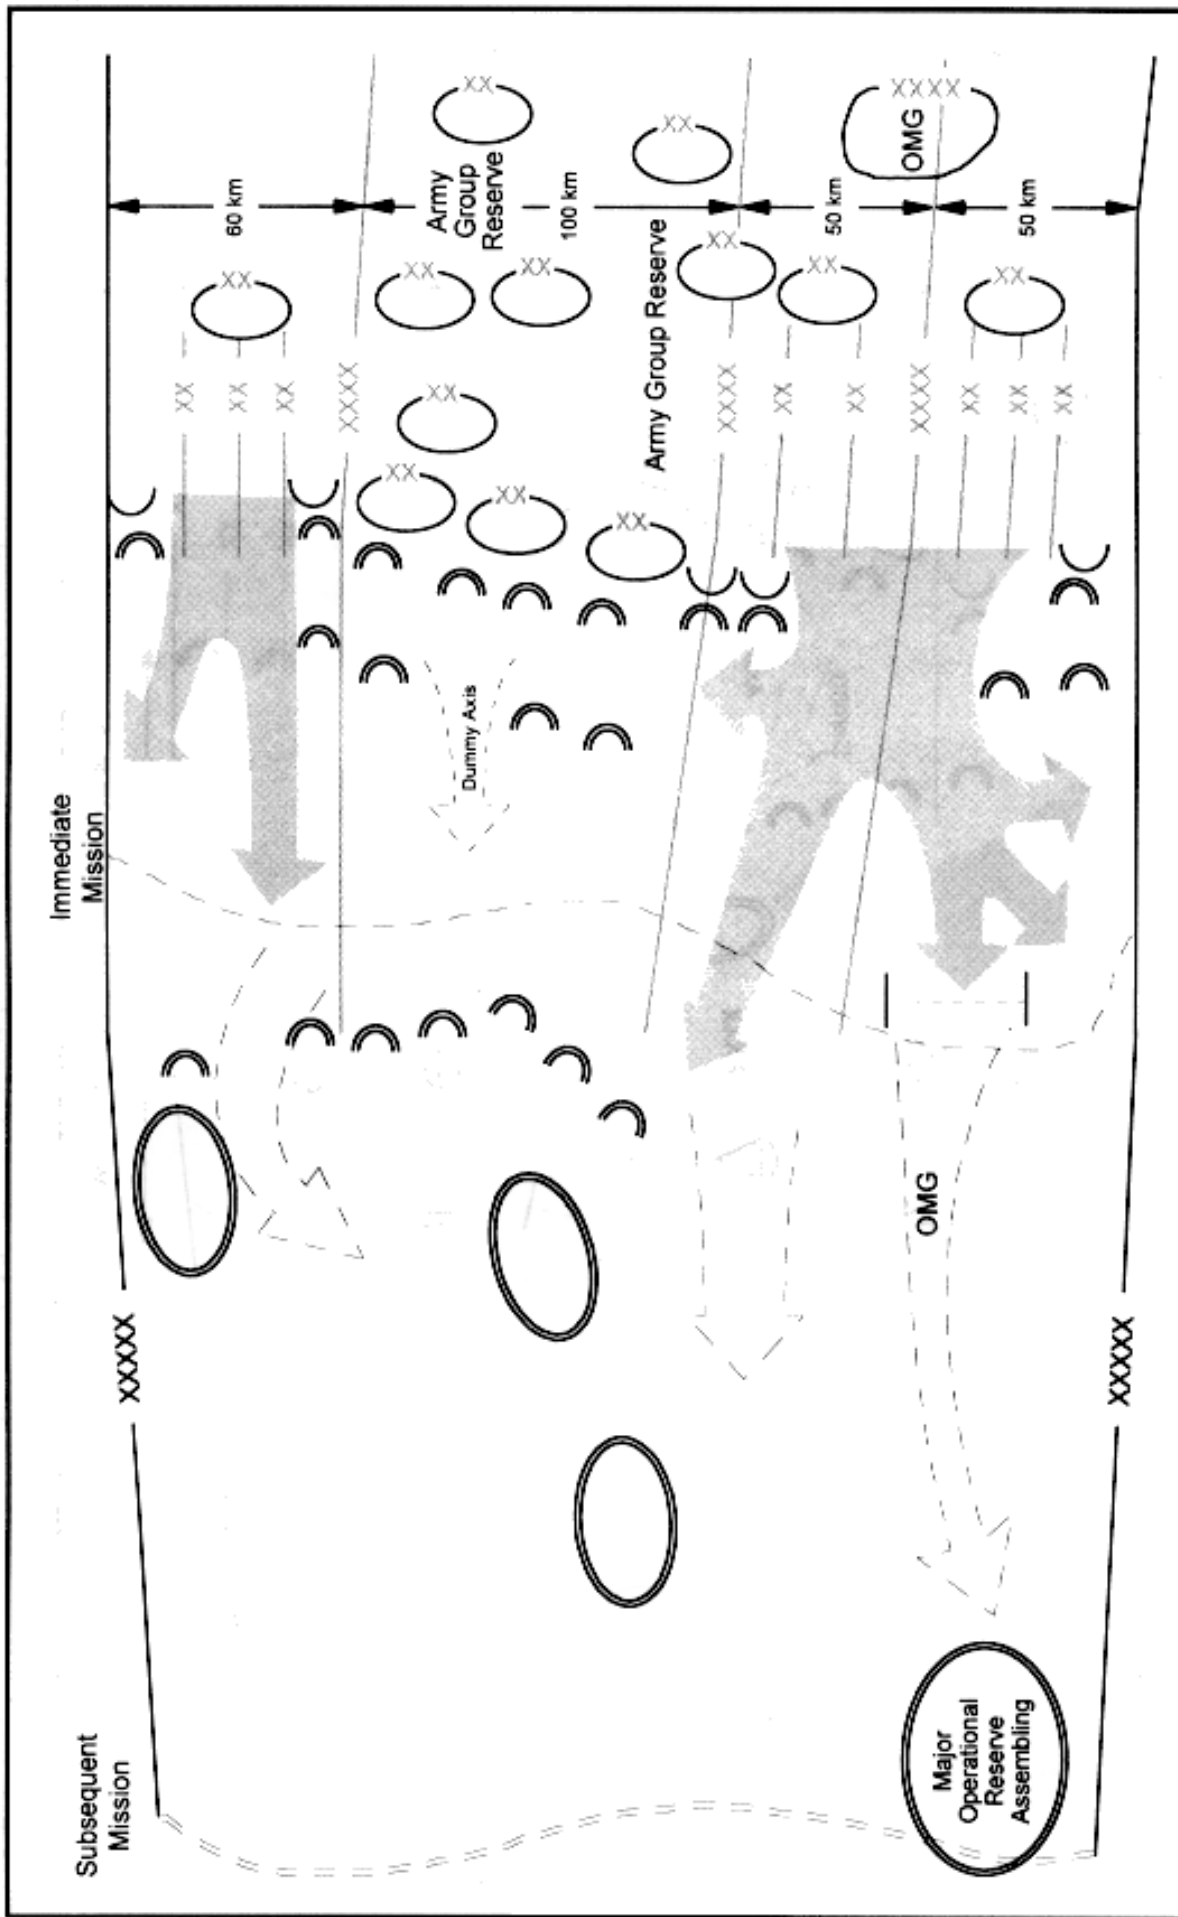 Subsequent
Mission
Immediate
Mission
XXXXX
XX
XX
XX
XX
60 km
XXXX
XX
XX
XX
Dummy Axis
Army
Group
Reserve
XX
XX
XX
100 km
XX
Army Group Reserve
XX
XX
XXXX
XX
XX
XX
50 km
OMG
XXXX
XXXX
OMG
XX
XX
XX
XX
50 km
Major
Operational
Reserve
Assembling
XXXXX